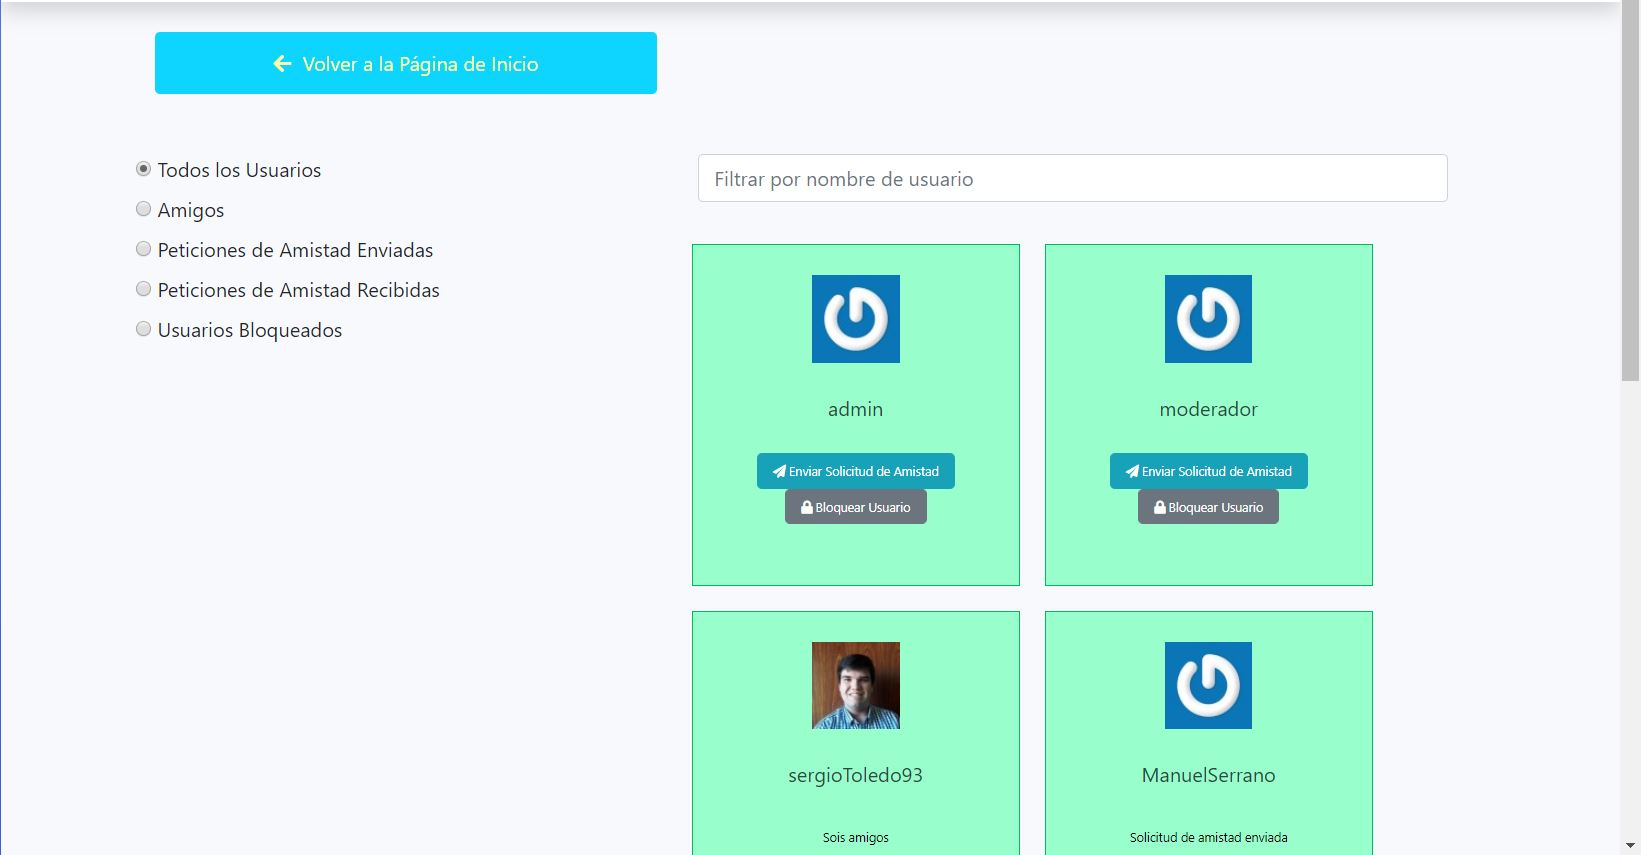 Volver a la Página de Inicio
Todos los Usuarios
Amigos
Peticiones de Amistad Enviadas
Peticiones de Amistad Recibidas
Usuarios Bloqueados
Filtrar por nombre de usuario
admin
Enviar Solicitud de Amistad
Bloquear Usuario
moderador
Enviar Solicitud de Amistad
Bloquear Usuario
sergioToledo93
Sois amigos
ManuelSerrano
Solicitud de amistad enviada